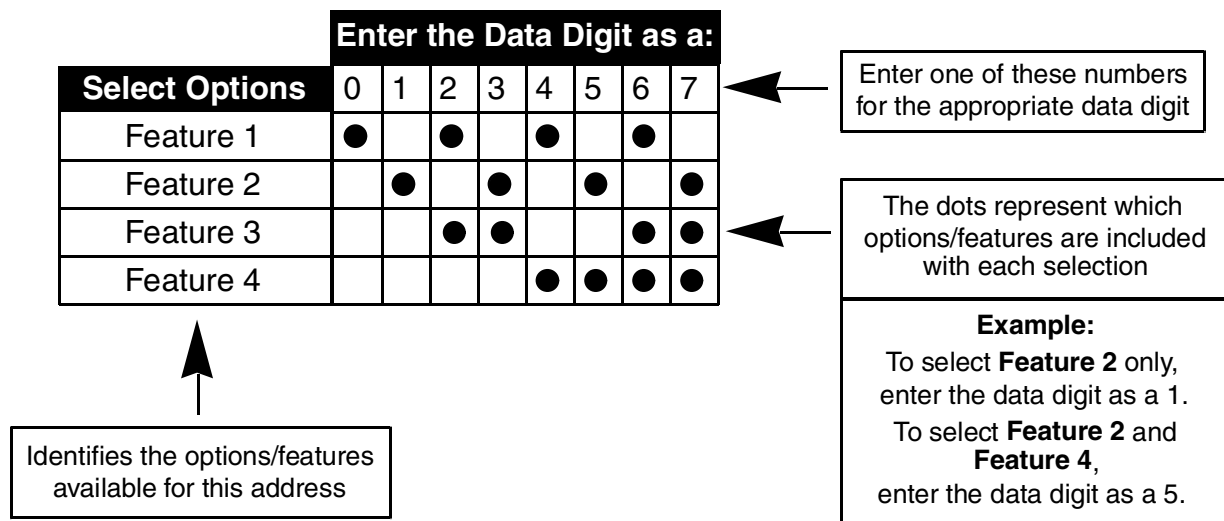 Enter the Data Digit as a:
Select Options 0 1 2 3 4 5 6 7
Feature 1
Feature 2
Feature 3
Feature 4
Enter one of these numbers
for the appropriate data digit
The dots represent which
options/features are included
with each selection
Example:
To select Feature 2 only,
enter the data digit as a 1.
To select Feature 2 and
Feature 4,
enter the data digit as a 5.
Identifies the options/features
available for this address